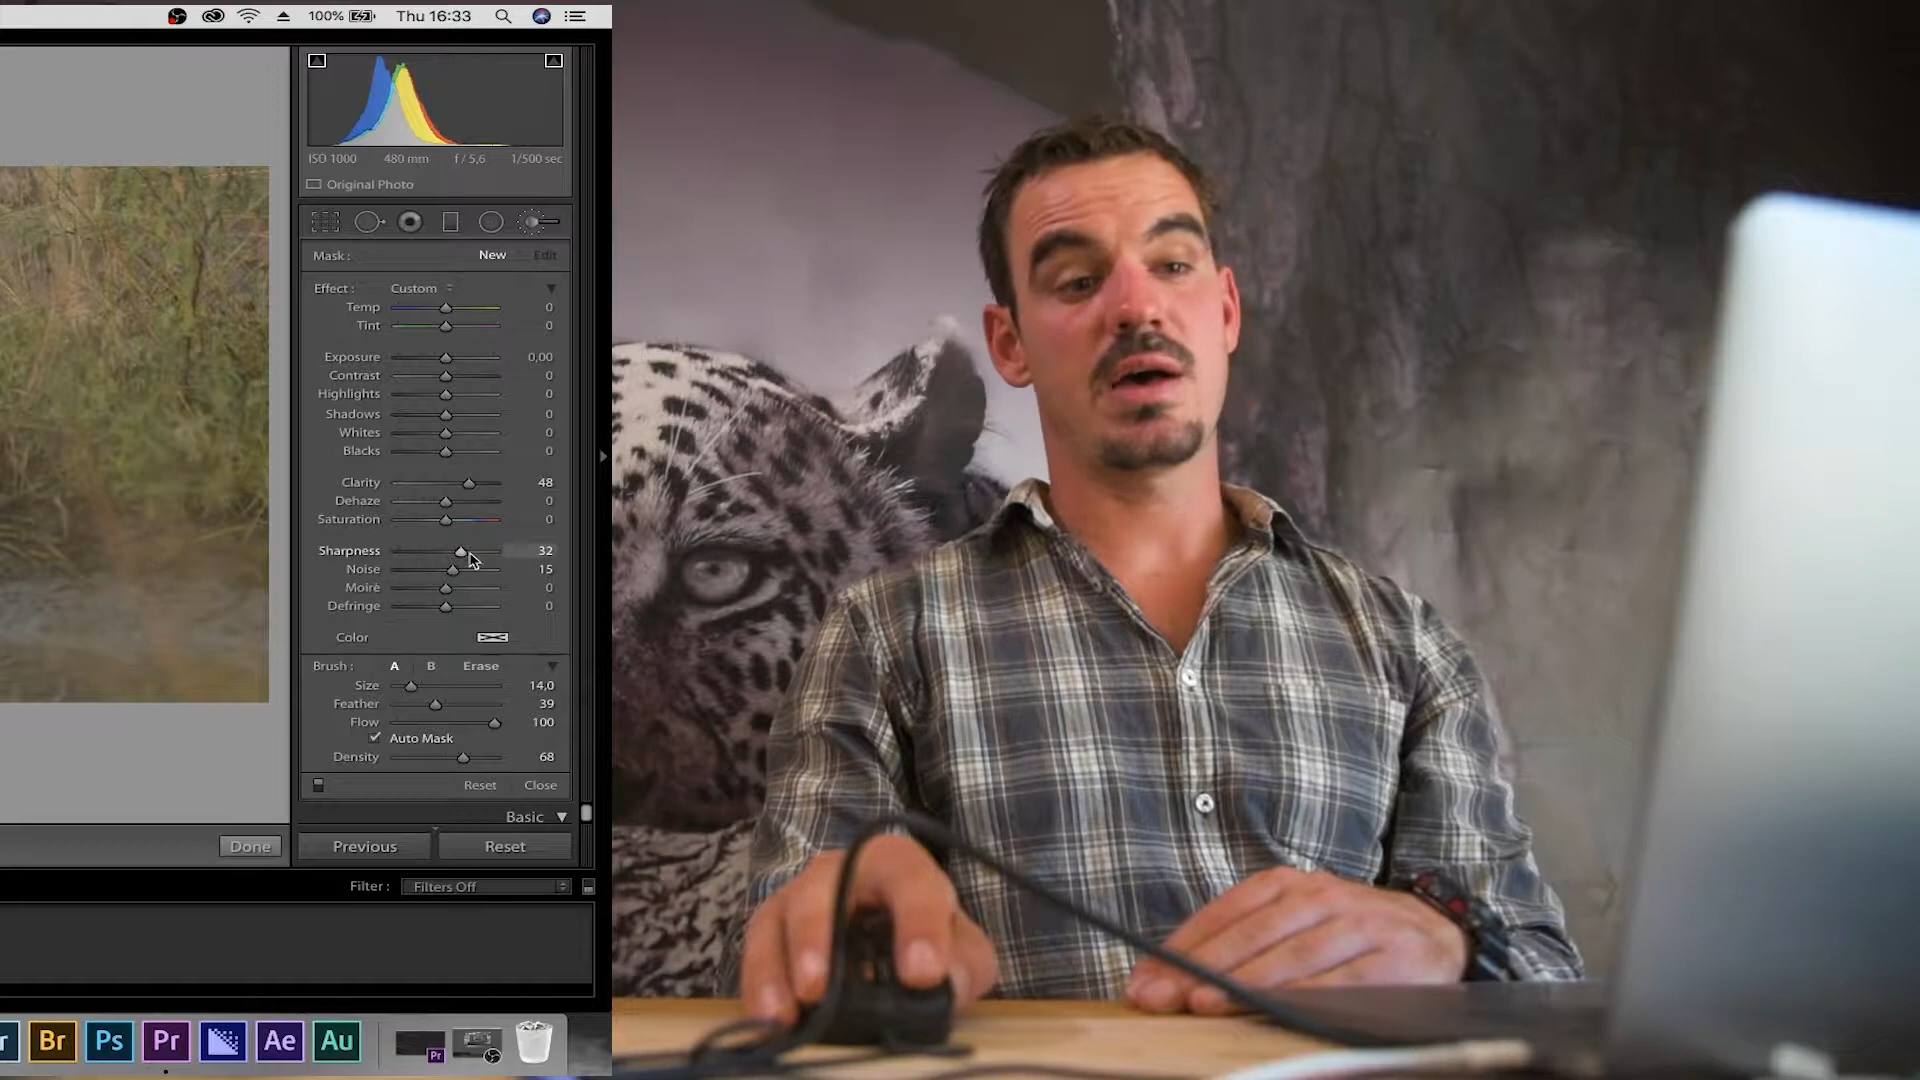 100% Thu 16:33
ISO 1000 480 mm f / 5,6 1/500 sec
Original Photo
Mask : New Edit
Effect : Custom
Temp 0
Tint 0
Exposure 0,00
Contrast 0
Highlights 0
Shadows 0
Whites 0
Blacks 0
Clarity 48
Dehaze 0
Saturation 0
Sharpness 32
Noise 15
Moiré 0
Defringe 0
Color
Brush : A B Erase
Size 14,0
Feather 39
Flow 100
Auto Mask
Density 68
Reset Close
Basic
Done Previous Reset
Filter : Filters Off
r Br Ps Pr Ae Au Pr